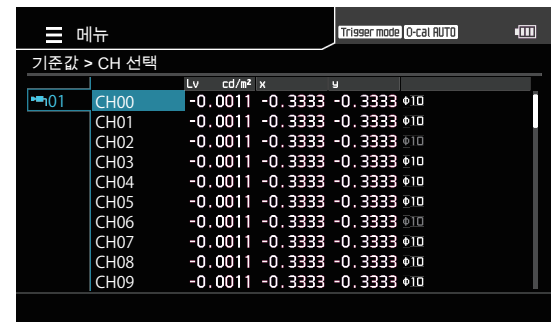 메뉴 Trigger mode O-cal AUTO
기준값 > CH 선택
Lv cd/m² x y
01 CH00 -0.0011 -0.3333 -0.3333 Φ10
CH01 -0.0011 -0.3333 -0.3333 Φ10
CH02 -0.0011 -0.3333 -0.3333 Φ10
CH03 -0.0011 -0.3333 -0.3333 Φ10
CH04 -0.0011 -0.3333 -0.3333 Φ10
CH05 -0.0011 -0.3333 -0.3333 Φ10
CH06 -0.0011 -0.3333 -0.3333 Φ10
CH07 -0.0011 -0.3333 -0.3333 Φ10
CH08 -0.0011 -0.3333 -0.3333 Φ10
CH09 -0.0011 -0.3333 -0.3333 Φ10